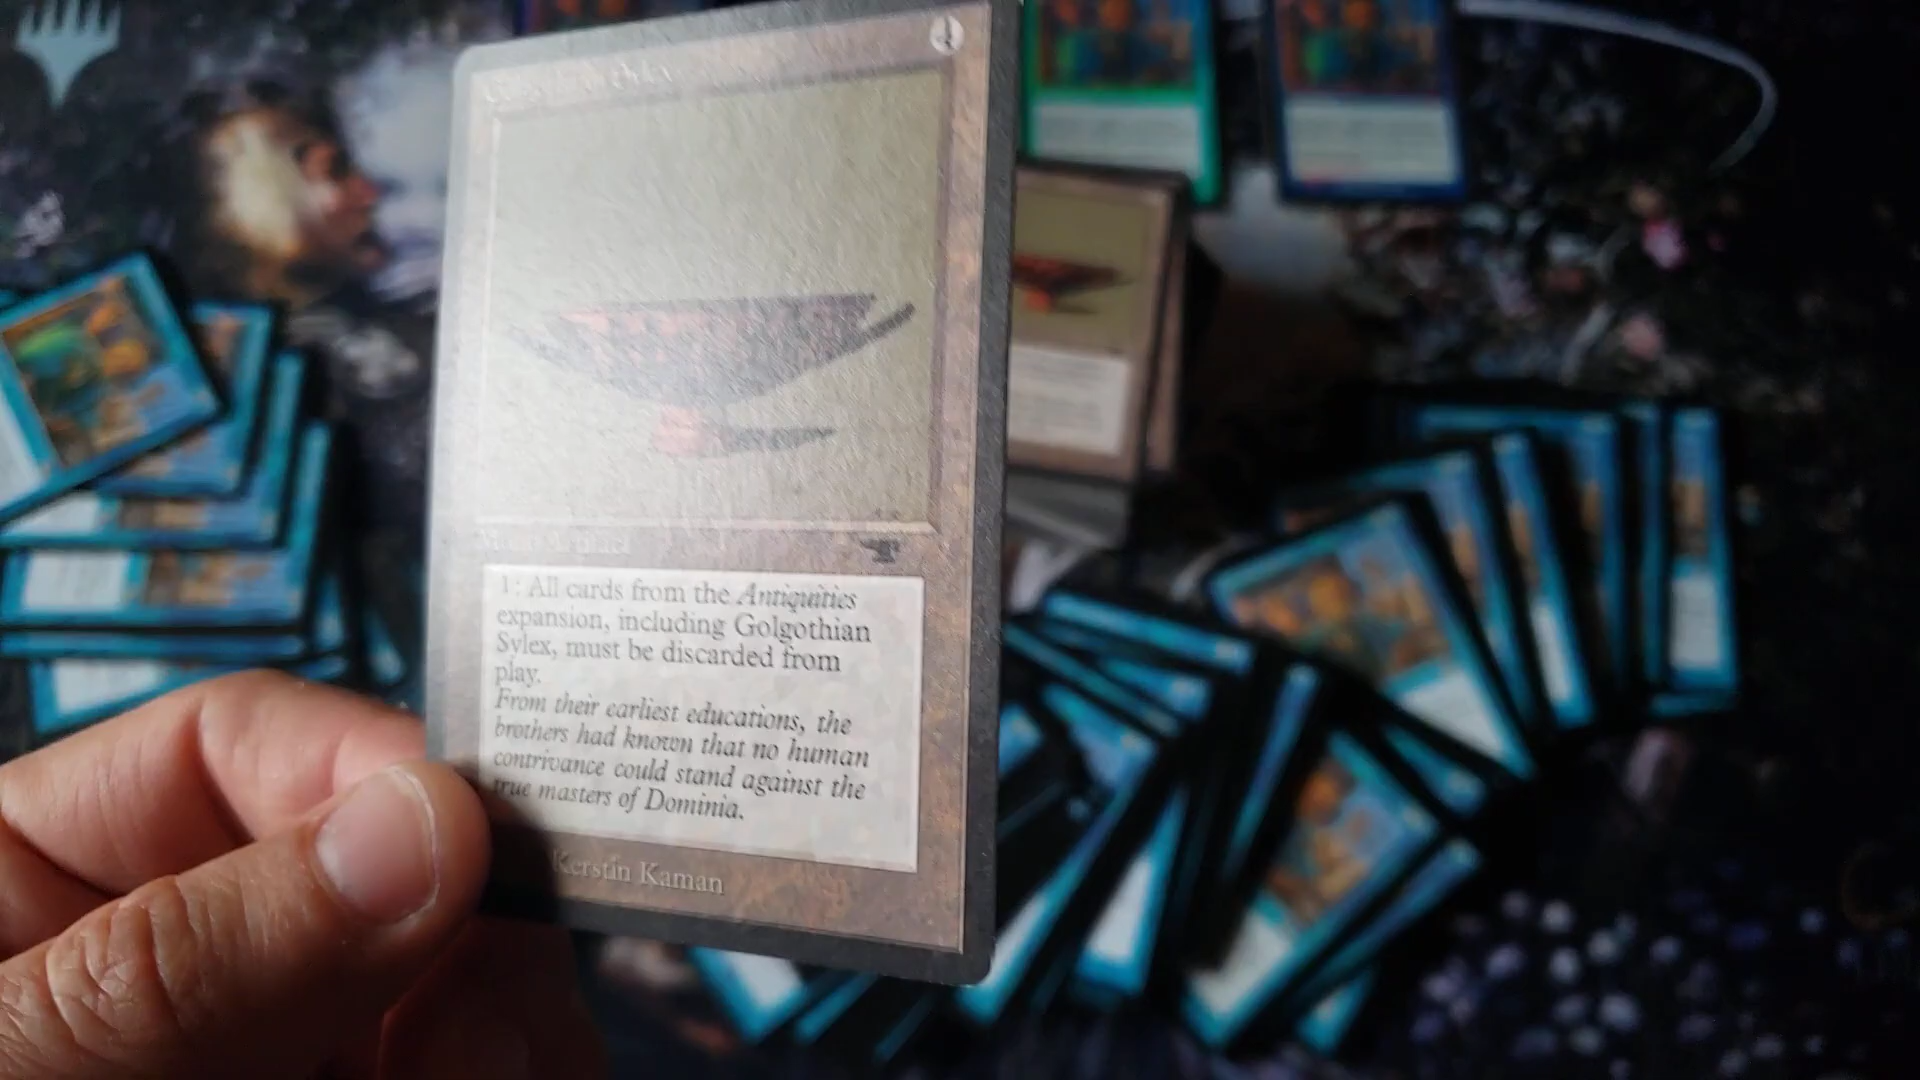 4
1: All cards from the Antiquities
expansion, including Golgothian
Sylex, must be discarded from
play.
From their earliest educations, the
brothers had known that no human
contrivance could stand against the
true masters of Dominia.
Kerstin Kaman